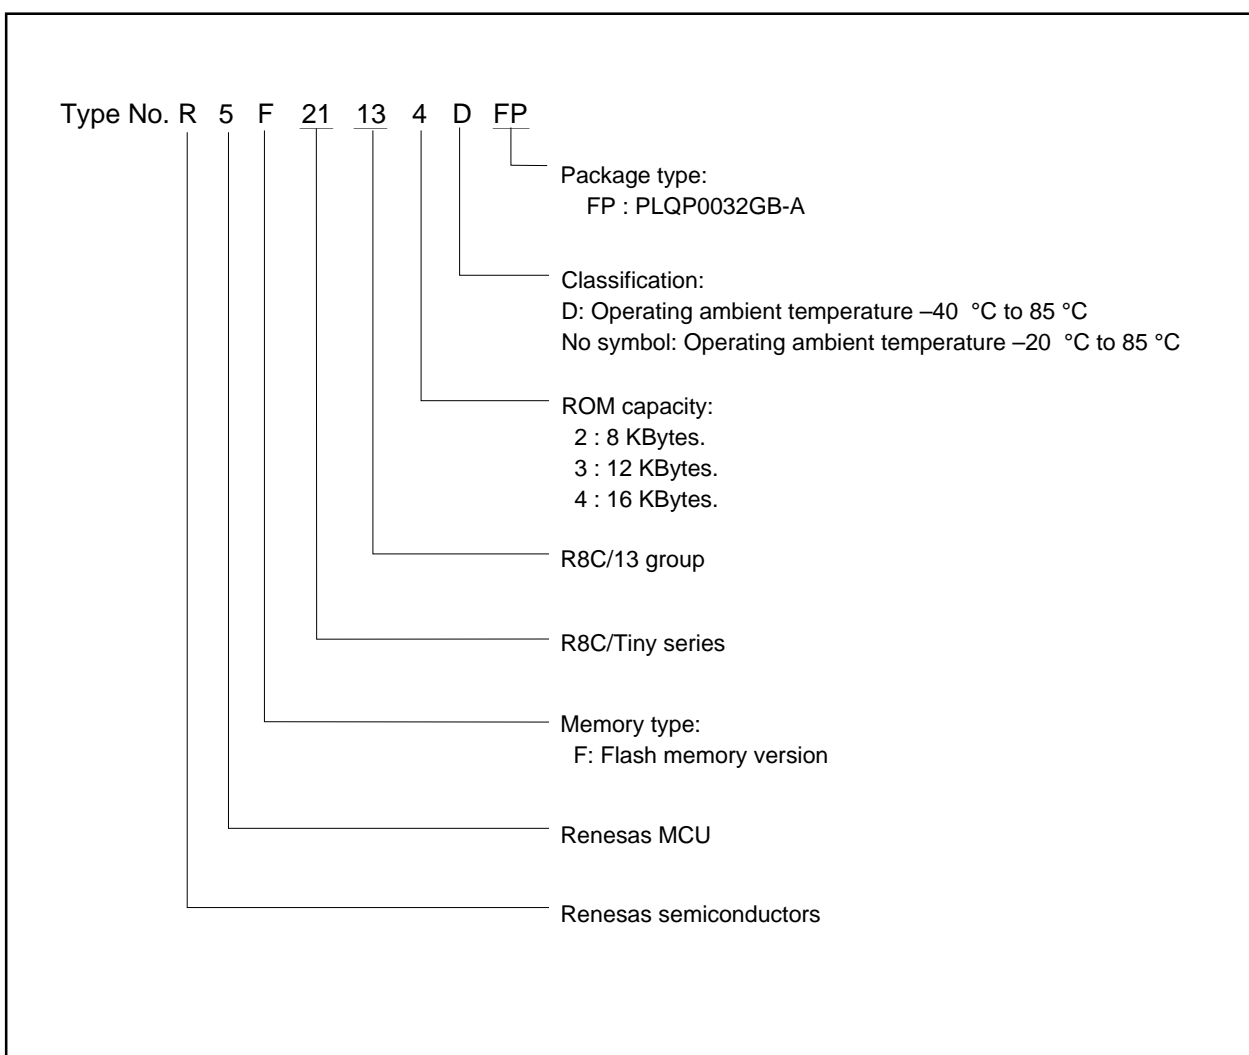 Type No. R 5 F 21 13 4 D FP
Package type:
FP : PLQP0032GB-A
Classification:
D: Operating ambient temperature –40 °C to 85 °C
No symbol: Operating ambient temperature –20 °C to 85 °C
ROM capacity:
2 : 8 KBytes.
3 : 12 KBytes.
4 : 16 KBytes.
R8C/13 group
R8C/Tiny series
Memory type:
F: Flash memory version
Renesas MCU
Renesas semiconductors